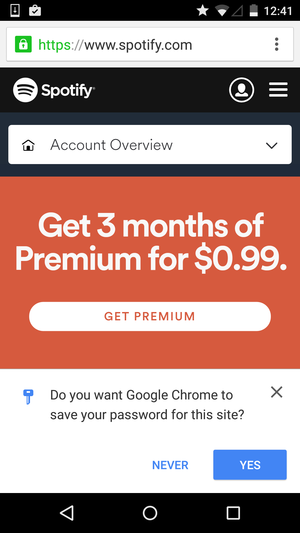 12:41
https://www.spotify.com
Spotify
Account Overview
Get 3 months of
Premium for $0.99.
GET PREMIUM
Do you want Google Chrome to
save your password for this site?
NEVER
YES